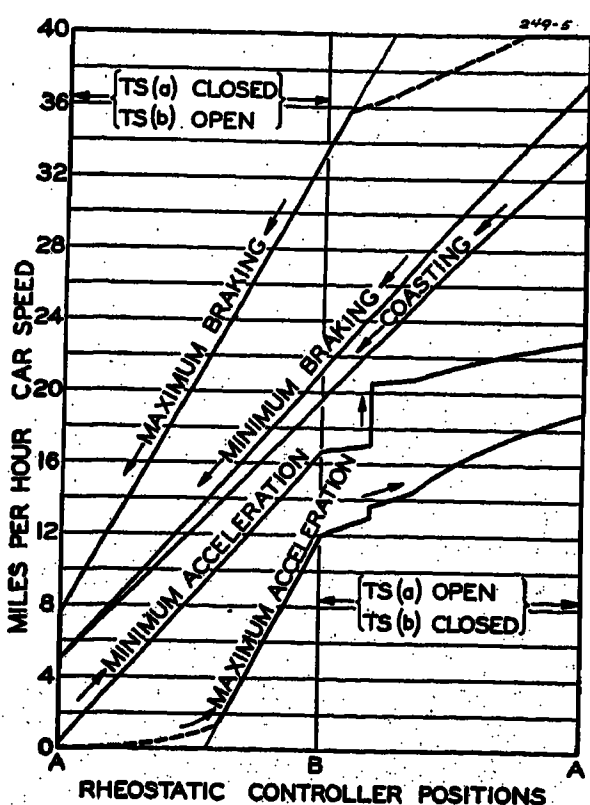 249-5
40
36
32
28
24
20
16
12
8
4
0
MILES PER HOUR CAR SPEED
TS(a) CLOSED
TS(b) OPEN
MAXIMUM BRAKING
MINIMUM BRAKING
COASTING
MINIMUM ACCELERATION
MAXIMUM ACCELERATION
TS(a) OPEN
TS(b) CLOSED
A
B
A
RHEOSTATIC CONTROLLER POSITIONS